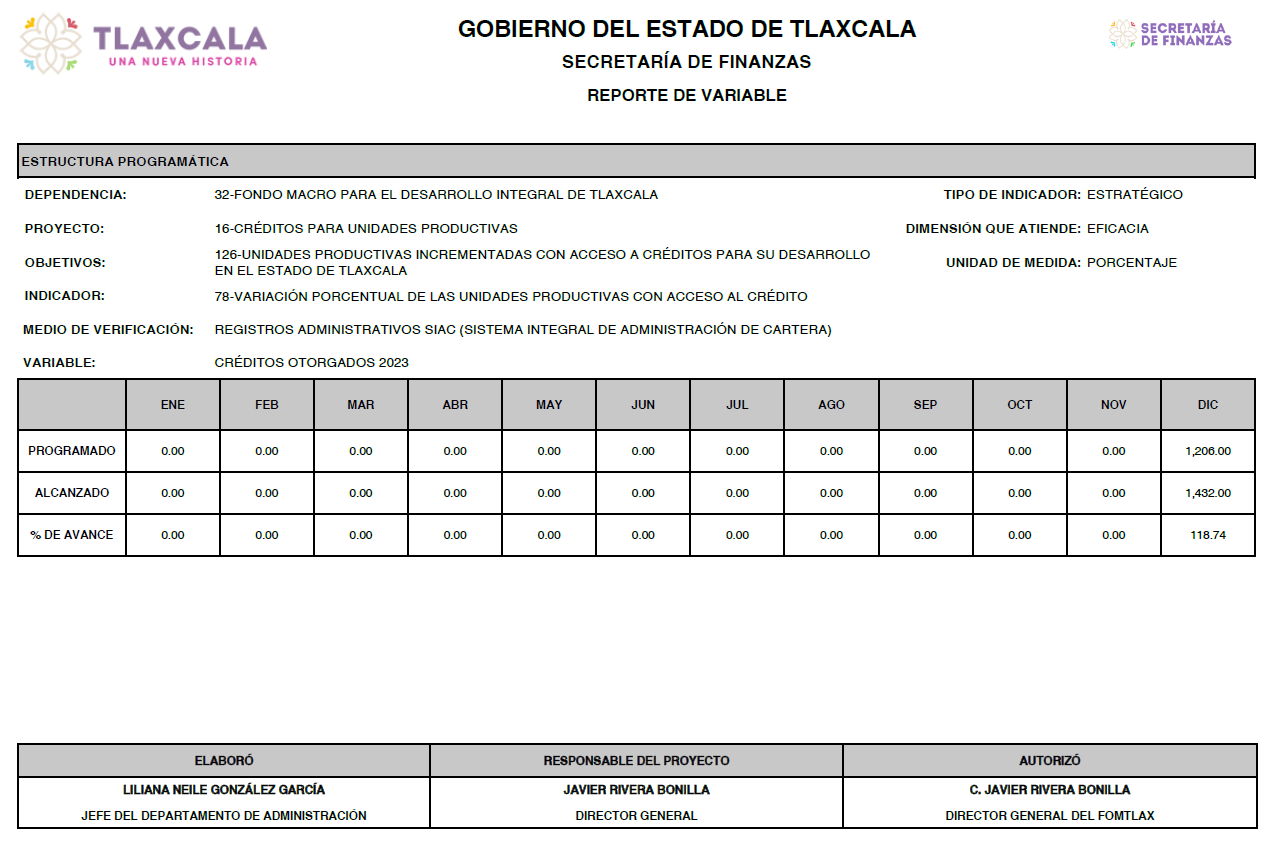 TLAXCALA
UNA NUEVA HISTORIA
GOBIERNO DEL ESTADO DE TLAXCALA
SECRETARÍA DE FINANZAS
REPORTE DE VARIABLE
SECRETARÍA
DE FINANZAS
ESTRUCTURA PROGRAMÁTICA
DEPENDENCIA: 32-FONDO MACRO PARA EL DESARROLLO INTEGRAL DE TLAXCALA TIPO DE INDICADOR: ESTRATÉGICO
PROYECTO: 16-CRÉDITOS PARA UNIDADES PRODUCTIVAS DIMENSIÓN QUE ATIENDE: EFICACIA
OBJETIVOS: 126-UNIDADES PRODUCTIVAS INCREMENTADAS CON ACCESO A CRÉDITOS PARA SU DESARROLLO
EN EL ESTADO DE TLAXCALA
UNIDAD DE MEDIDA: PORCENTAJE
INDICADOR: 78-VARIACIÓN PORCENTUAL DE LAS UNIDADES PRODUCTIVAS CON ACCESO AL CRÉDITO
MEDIO DE VERIFICACIÓN: REGISTROS ADMINISTRATIVOS SIAC (SISTEMA INTEGRAL DE ADMINISTRACIÓN DE CARTERA)
VARIABLE: CRÉDITOS OTORGADOS 2023
ENE FEB MAR ABR MAY JUN JUL AGO SEP OCT NOV DIC
PROGRAMADO 0.00 0.00 0.00 0.00 0.00 0.00 0.00 0.00 0.00 0.00 0.00 1,206.00
ALCANZADO 0.00 0.00 0.00 0.00 0.00 0.00 0.00 0.00 0.00 0.00 0.00 1,432.00
% DE AVANCE 0.00 0.00 0.00 0.00 0.00 0.00 0.00 0.00 0.00 0.00 0.00 118.74
ELABORÓ RESPONSABLE DEL PROYECTO AUTORIZÓ
LILIANA NEILE GONZÁLEZ GARCÍA JAVIER RIVERA BONILLA C. JAVIER RIVERA BONILLA
JEFE DEL DEPARTAMENTO DE ADMINISTRACIÓN DIRECTOR GENERAL DIRECTOR GENERAL DEL FOMTLAX